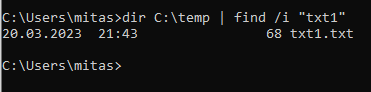 C:\Users\mitas>dir C:\temp | find /i "txt1"
20.03.2023  21:43                68 txt1.txt
C:\Users\mitas>